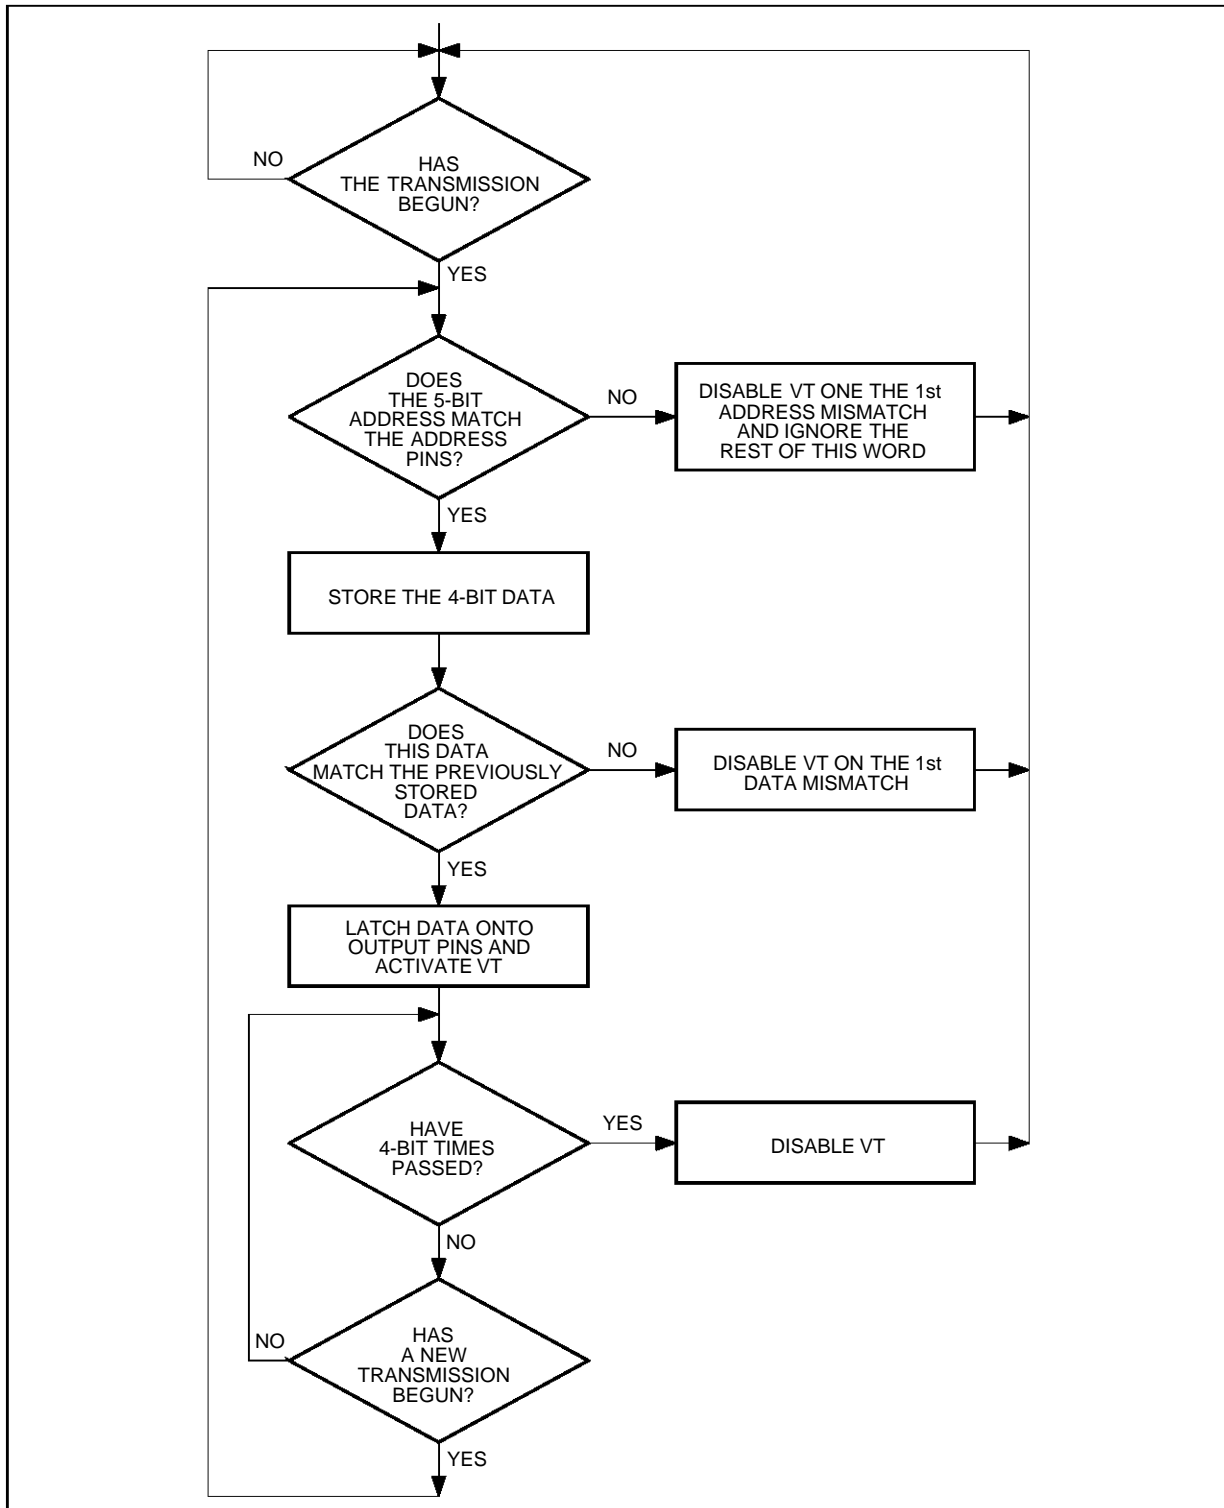 HAS
THE TRANSMISSION
BEGUN?
NO
YES
DOES
THE 5-BIT
ADDRESS MATCH
THE ADDRESS
PINS?
NO
DISABLE VT ONE THE 1st
ADDRESS MISMATCH
AND IGNORE THE
REST OF THIS WORD
YES
STORE THE 4-BIT DATA
DOES
THIS DATA
MATCH THE PREVIOUSLY
STORED
DATA?
NO
DISABLE VT ON THE 1st
DATA MISMATCH
YES
LATCH DATA ONTO
OUTPUT PINS AND
ACTIVATE VT
HAVE
4-BIT TIMES
PASSED?
YES
DISABLE VT
NO
HAS
A NEW
TRANSMISSION
BEGUN?
NO
YES